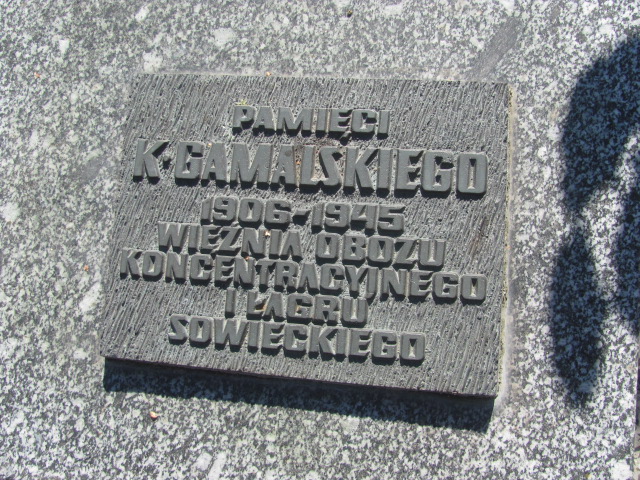 PAMIĘCI
K·GAMALSKIEGO
1906-1945
WIĘŹNIA OBOZU
KONCENTRACYJNEGO
I ŁAGRU
SOWIECKIEGO